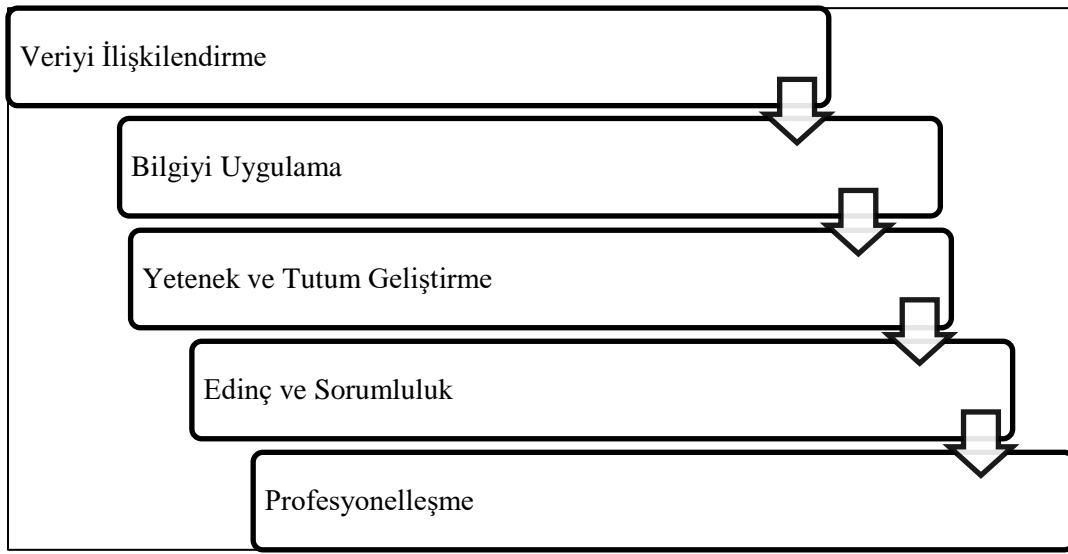 Veriyi İlişkilendirme
Bilgiyi Uygulama
Yetenek ve Tutum Geliştirme
Edinç ve Sorumluluk
Profesyonelleşme